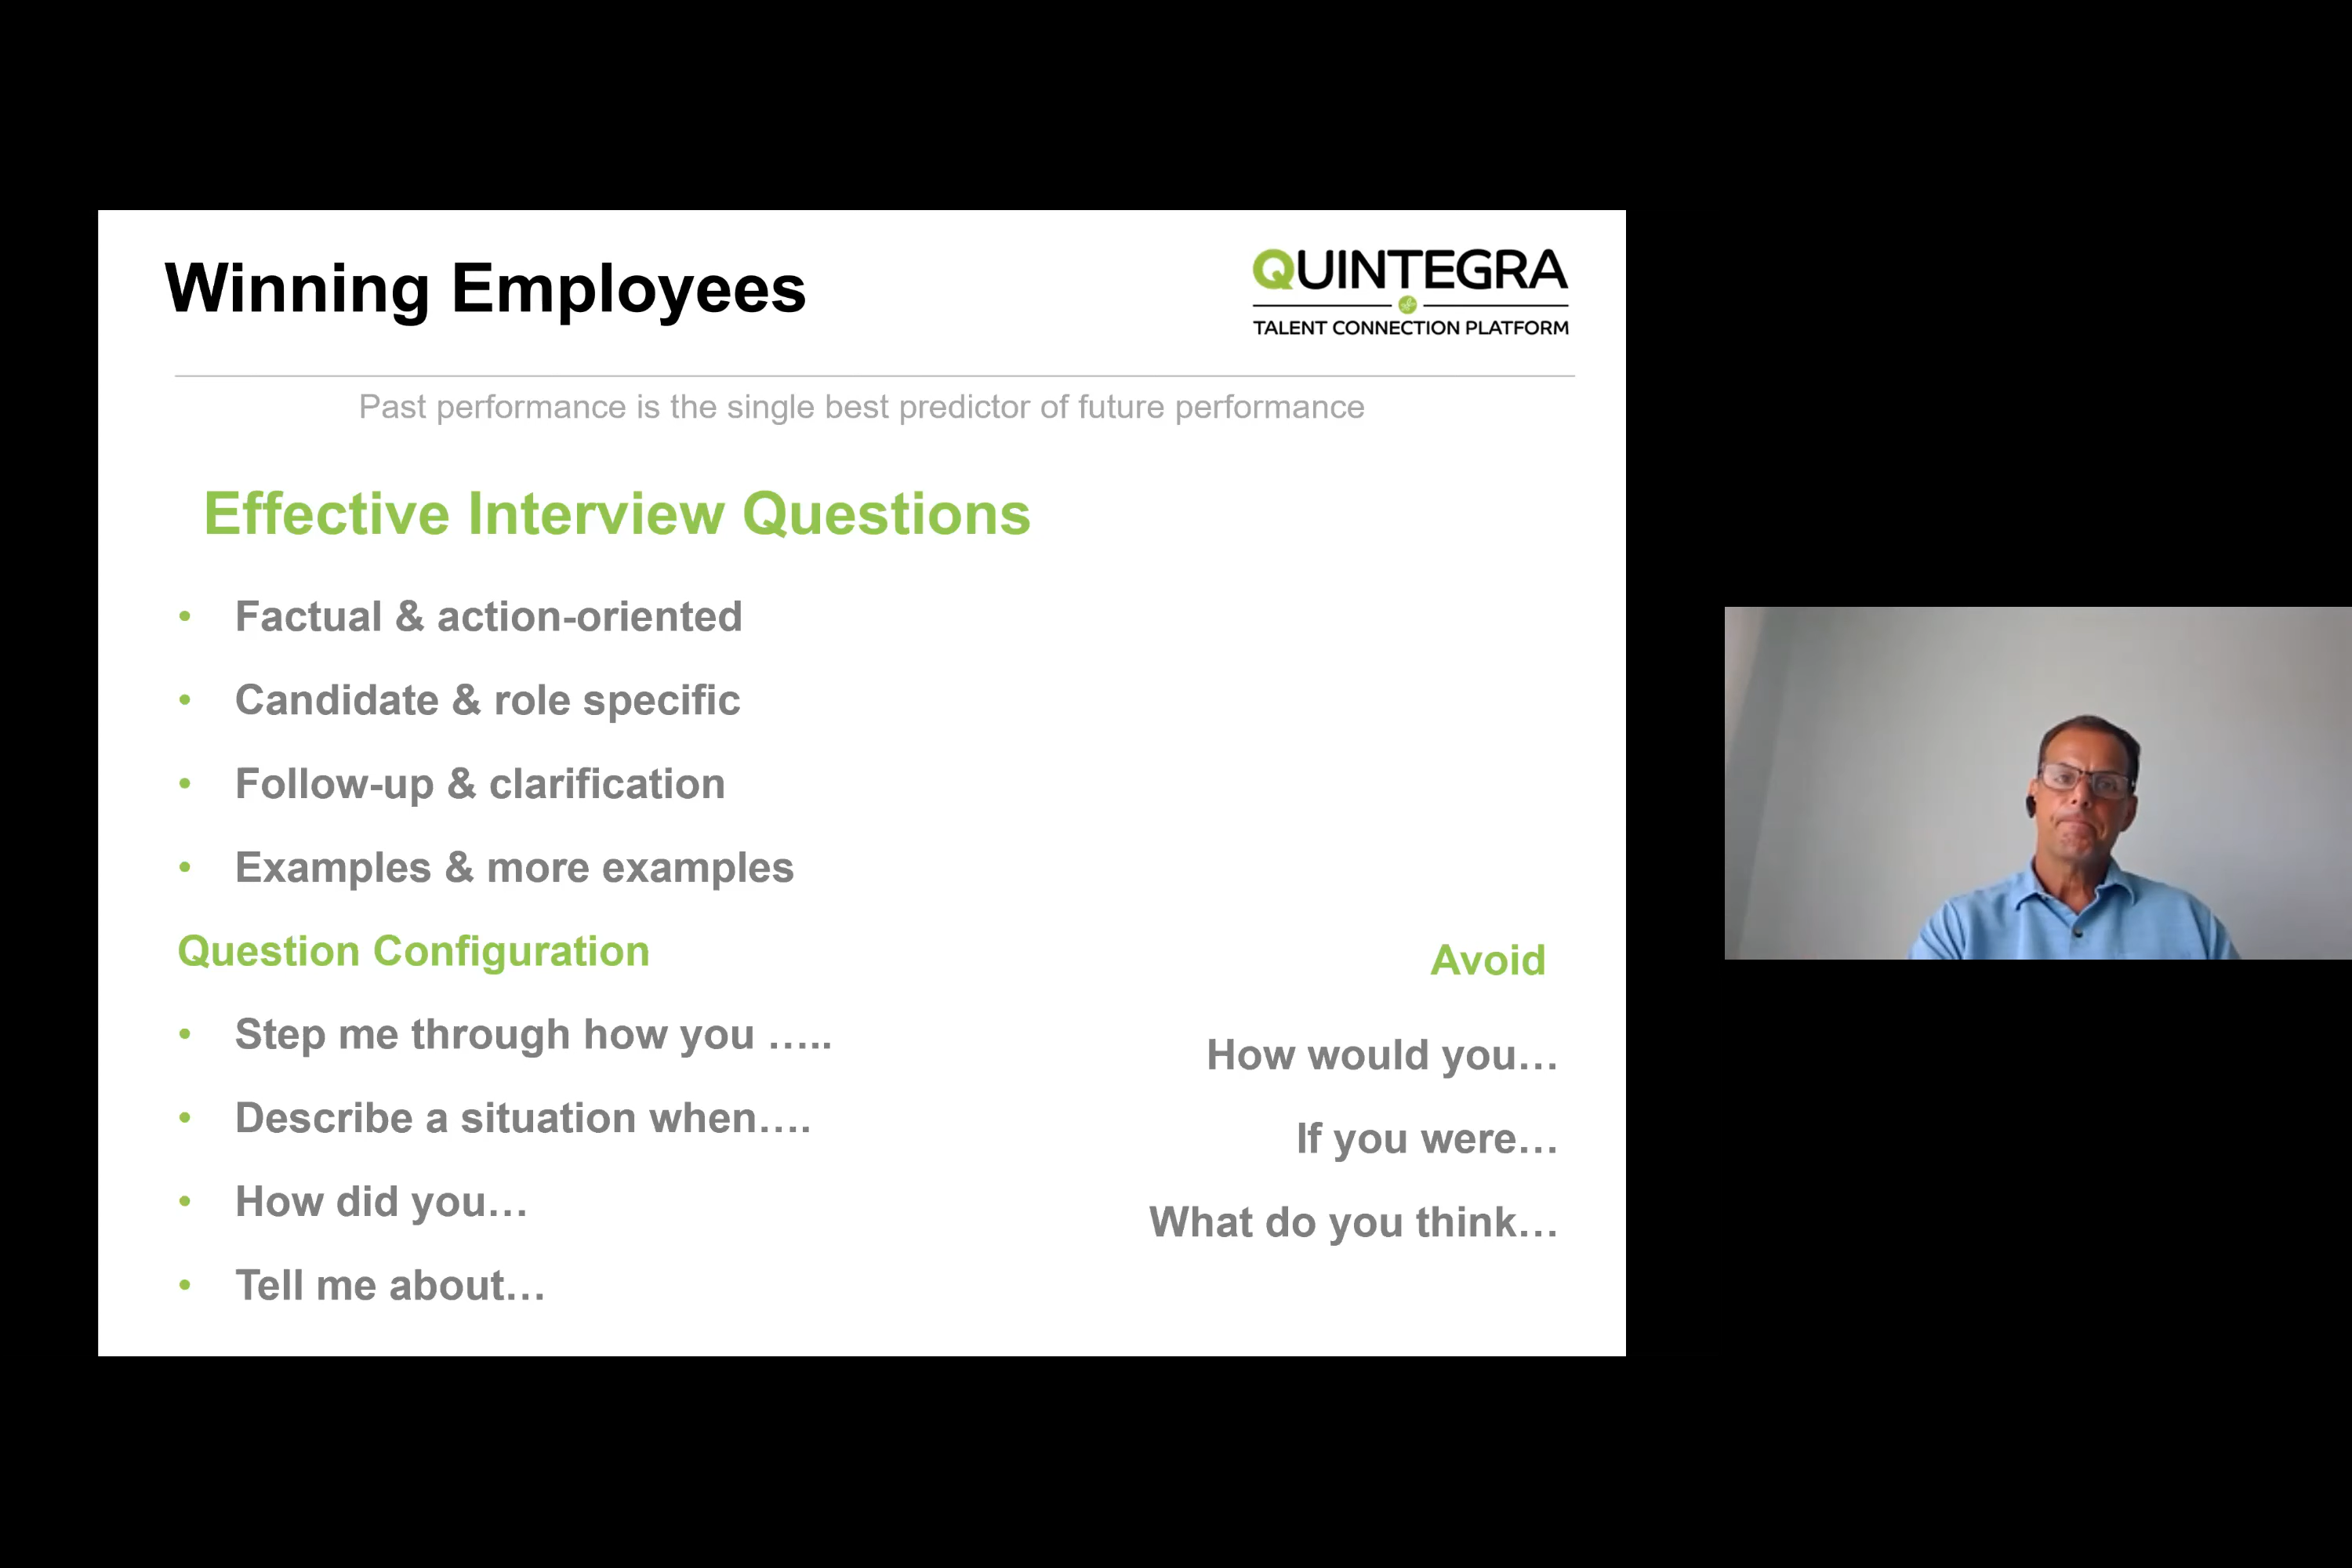 Winning Employees
QUINTEGRA
TALENT CONNECTION PLATFORM
Past performance is the single best predictor of future performance
Effective Interview Questions
• Factual & action-oriented
• Candidate & role specific
• Follow-up & clarification
• Examples & more examples
Question Configuration
• Step me through how you …..
• Describe a situation when….
• How did you…
• Tell me about…
Avoid
How would you…
If you were…
What do you think…